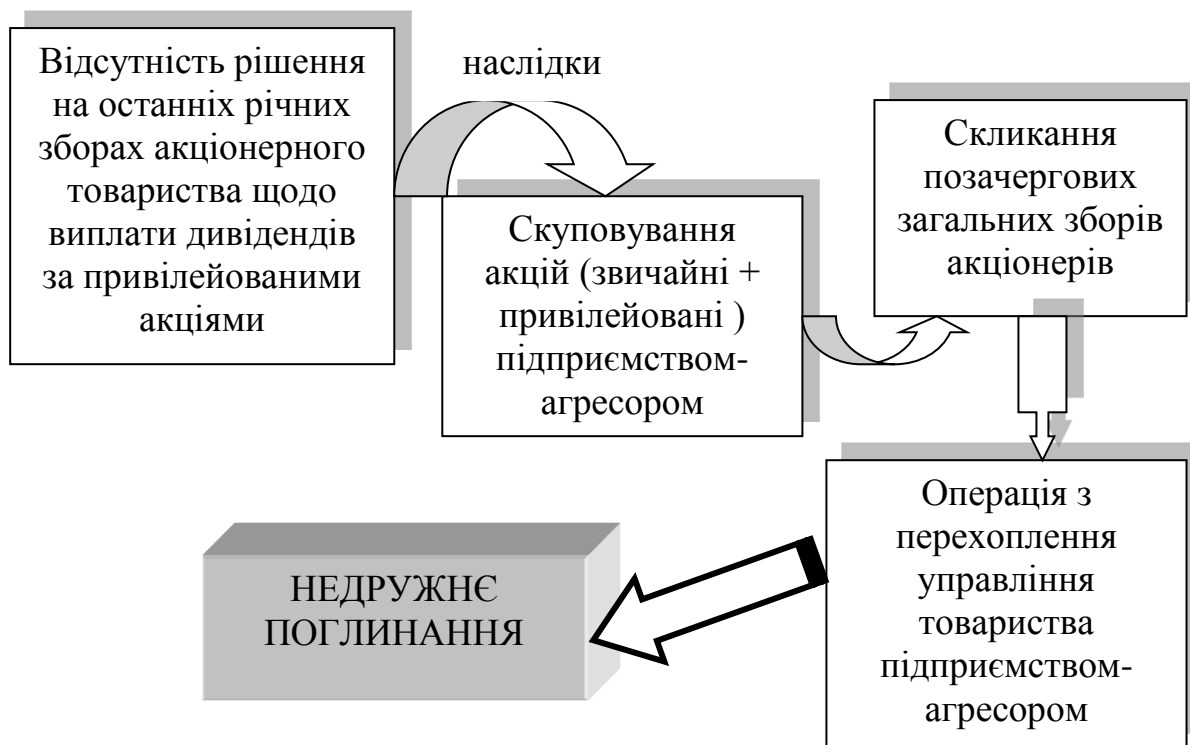 Відсутність рішення
на останніх річних
зборах акціонерного
товариства щодо
виплати дивідендів
за привілейованими
акціями
наслідки
Скуповування
акцій (звичайні +
привілейовані )
підприємством-
агресором
Скликання
позачергових
загальних зборів
акціонерів
Операція з
перехоплення
управління
товариства
підприємством-
агресором
НЕДРУЖНЄ
ПОГЛИНАННЯ